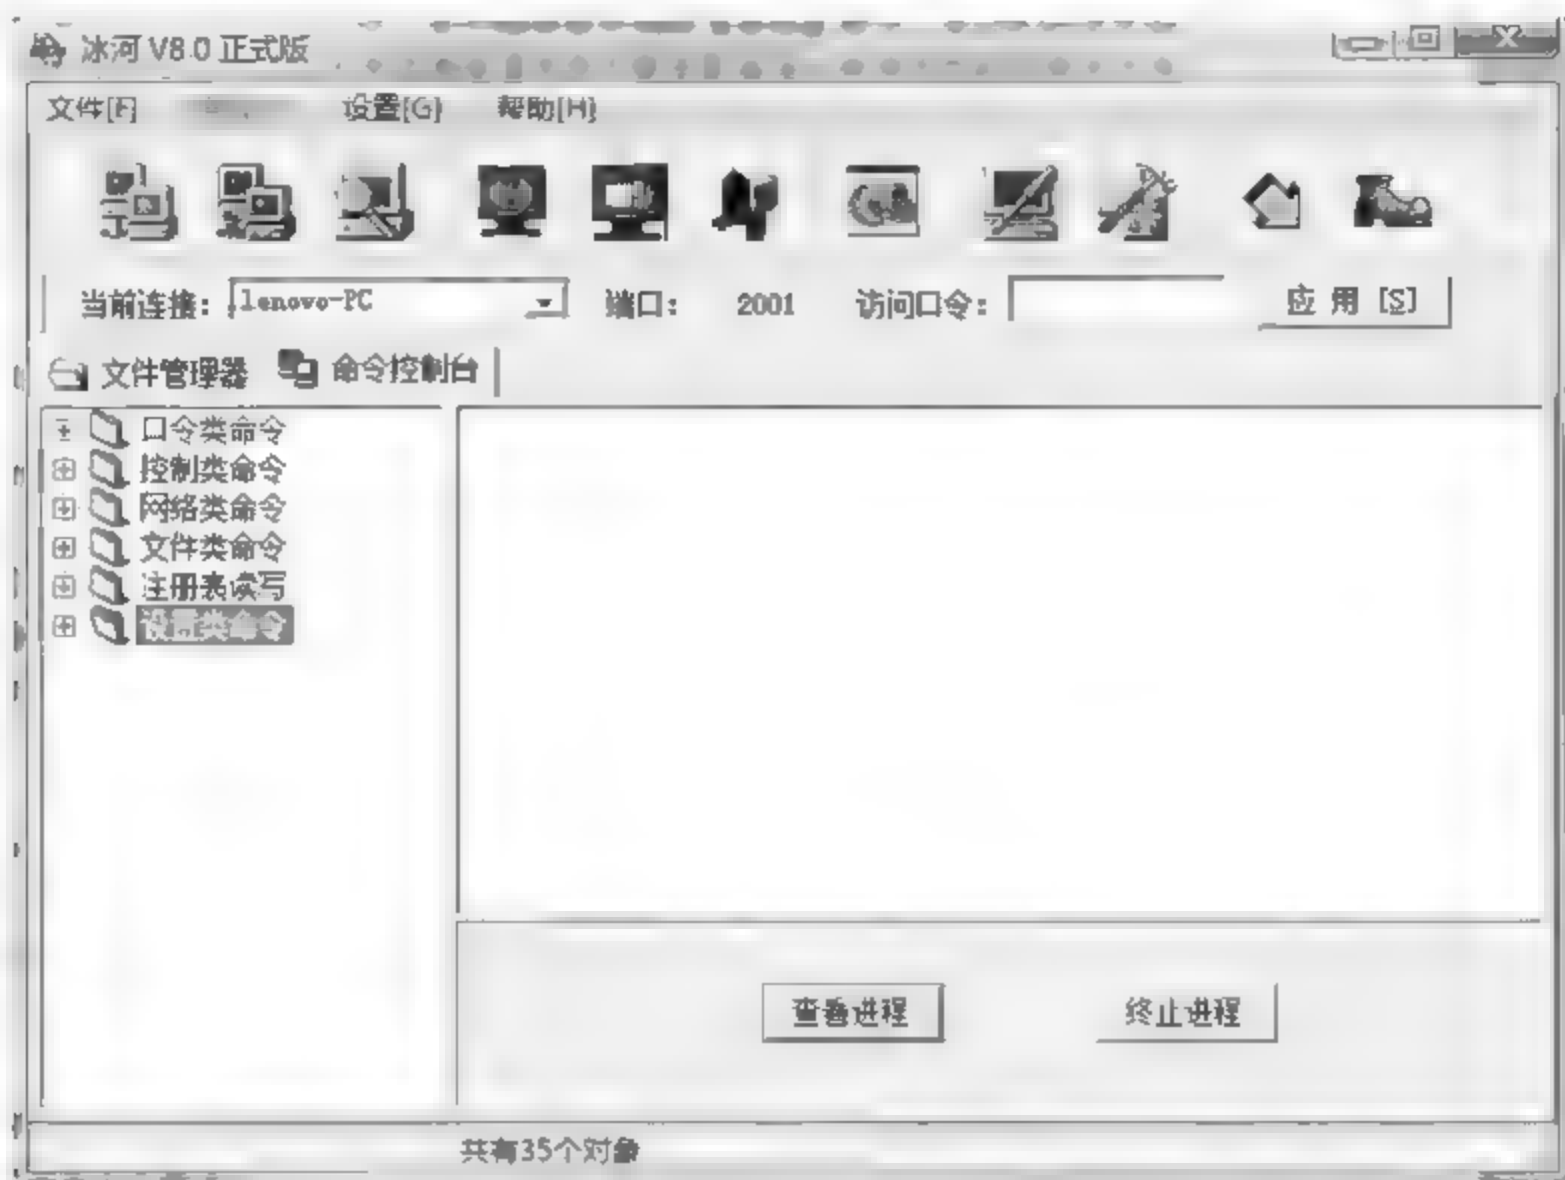 冰河 V8.0 正式版
文件[F] 设置[G] 帮助[H]
当前连接： lenovo-PC 端口： 2001 访问口令： 应 用 [S]
文件管理器 命令控制台
口令类命令
控制类命令
网络类命令
文件类命令
注册表读写
设置类命令
查看进程 终止进程
共有35个对象